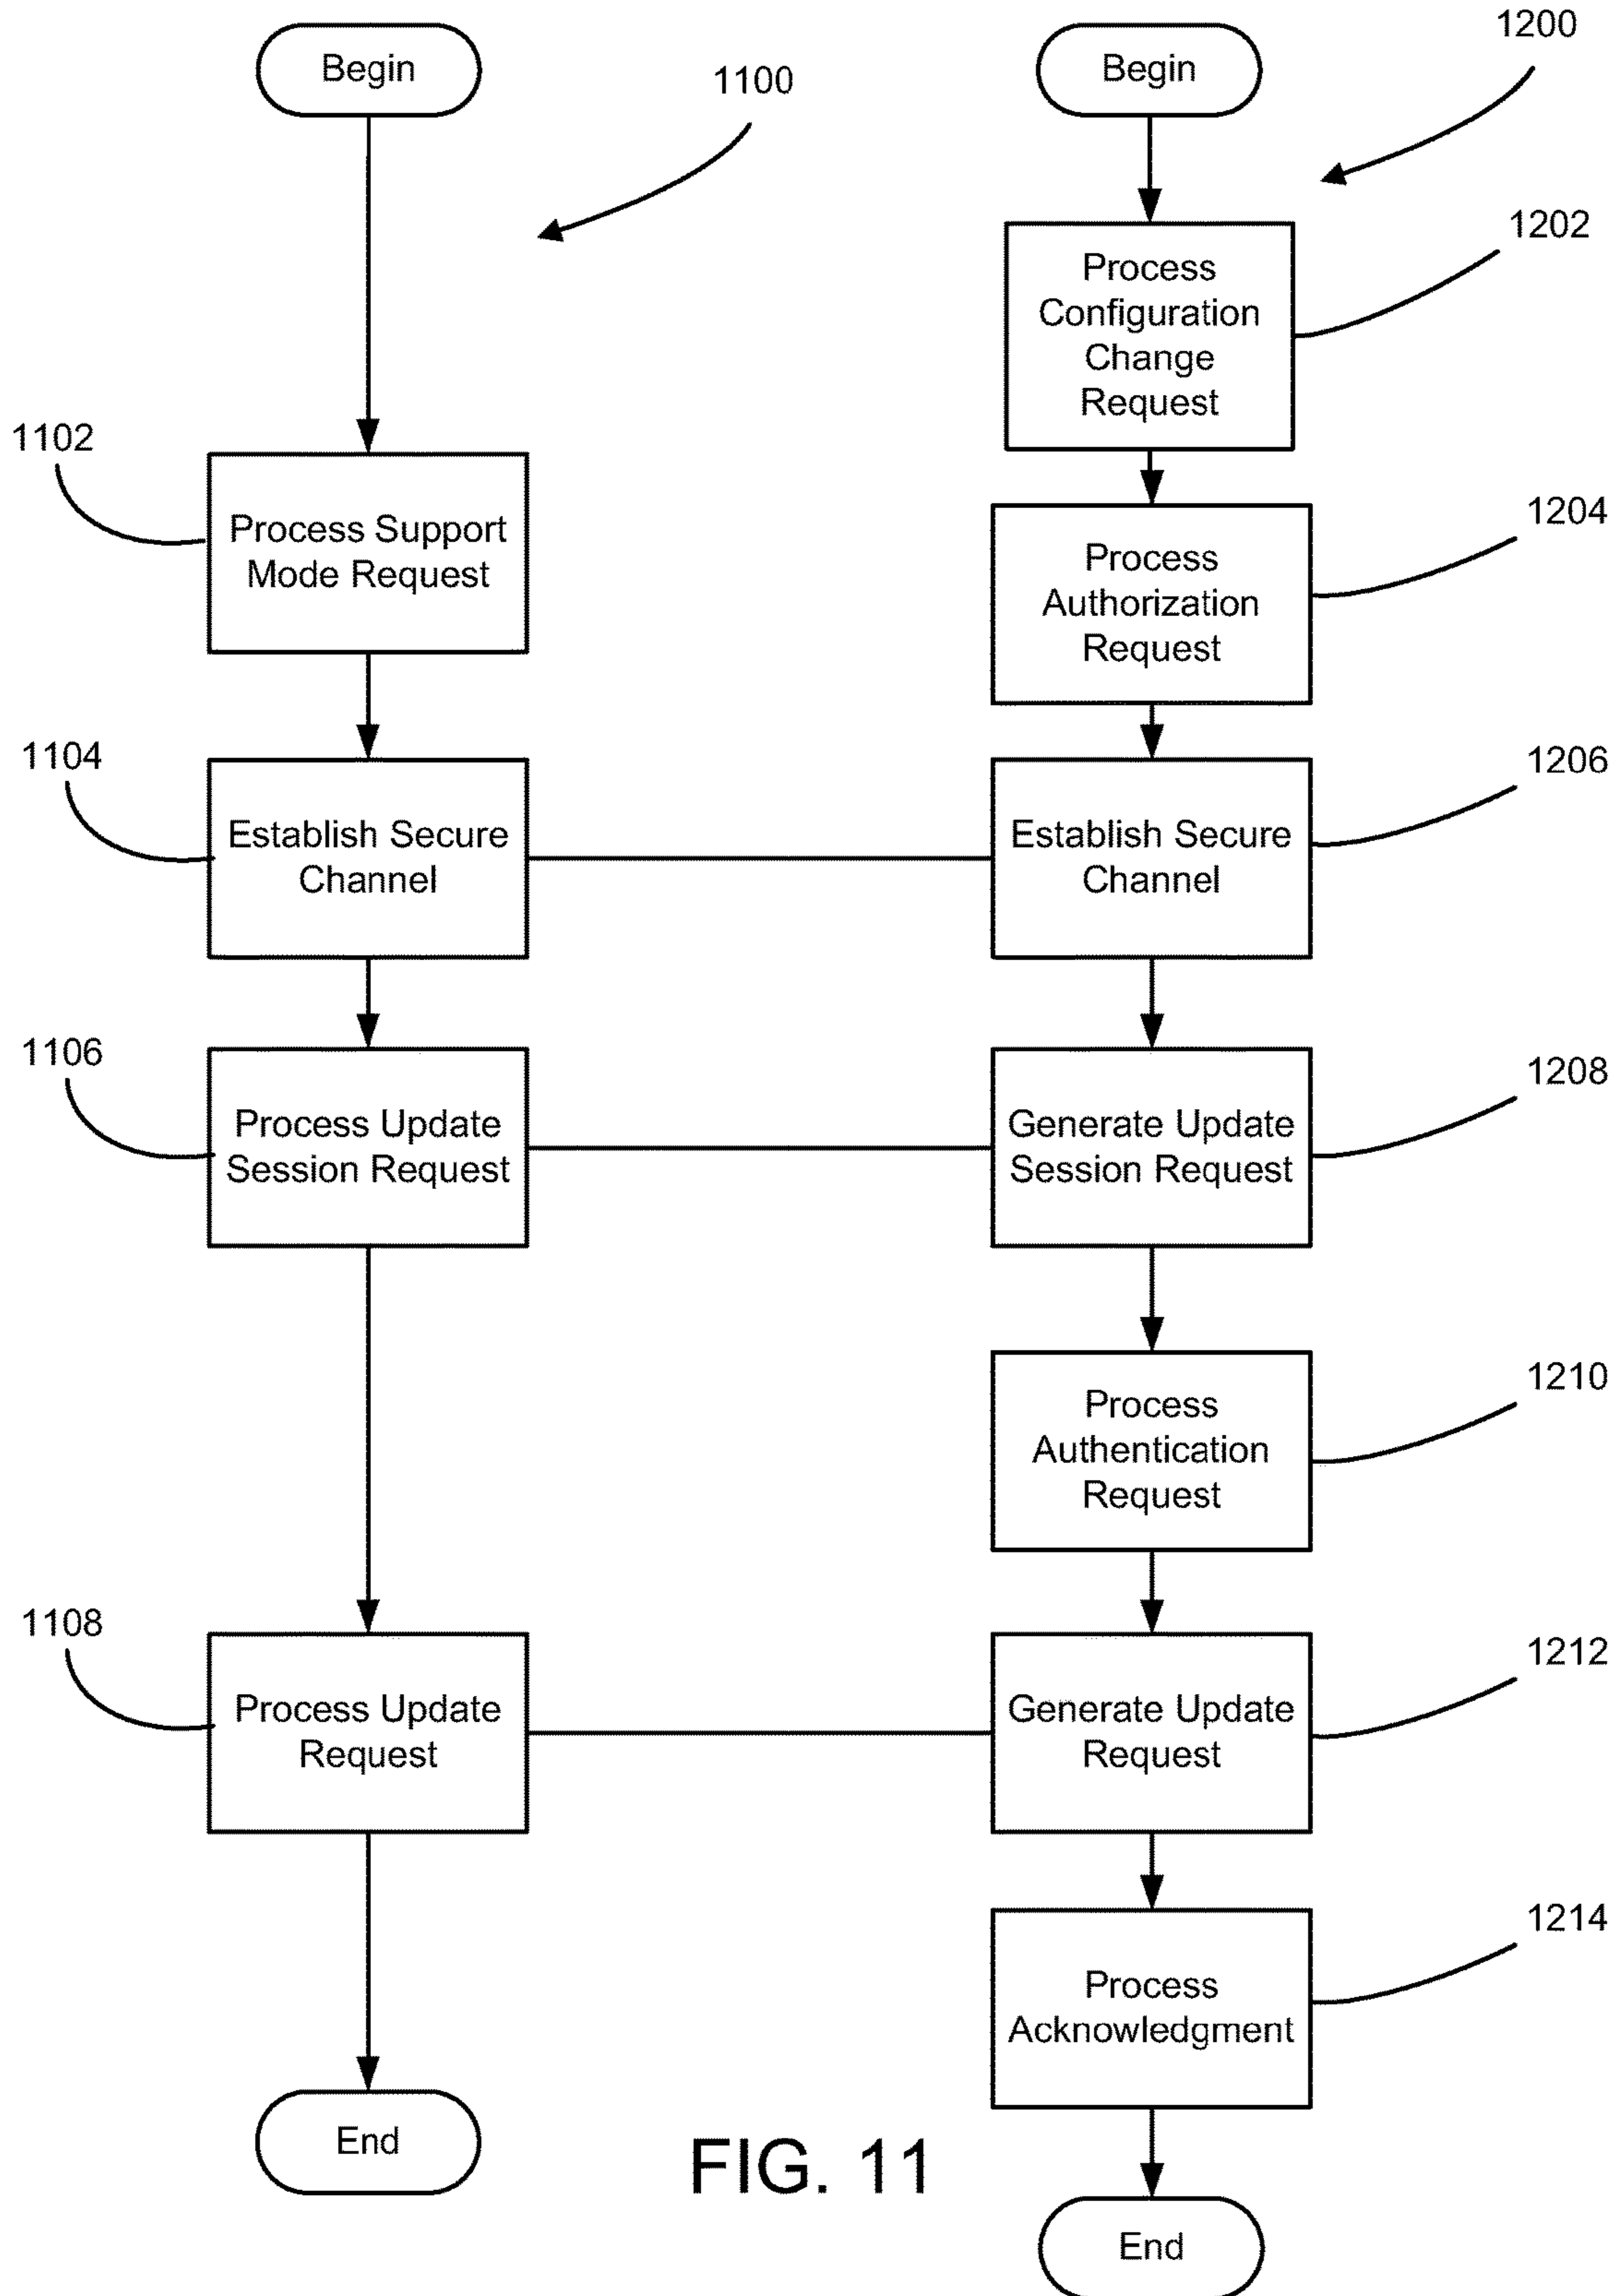 Begin
1100
Begin
1200
Process
Configuration
Change
Request
1202
1102
Process Support
Mode Request
Process
Authorization
Request
1204
1104
Establish Secure
Channel
Establish Secure
Channel
1206
1106
Process Update
Session Request
Generate Update
Session Request
1208
Process
Authentication
Request
1210
1108
Process Update
Request
Generate Update
Request
1212
Process
Acknowledgment
1214
End
FIG. 11
End